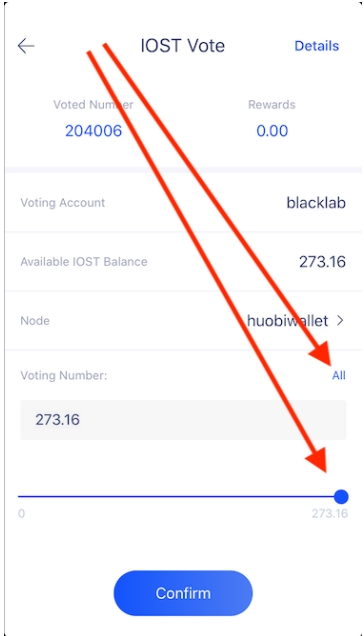 IOST Vote Details
Voted Number Rewards
204006 0.00
Voting Account blacklab
Available IOST Balance 273.16
Node huobiwallet >
Voting Number: All
273.16
0 273.16
Confirm